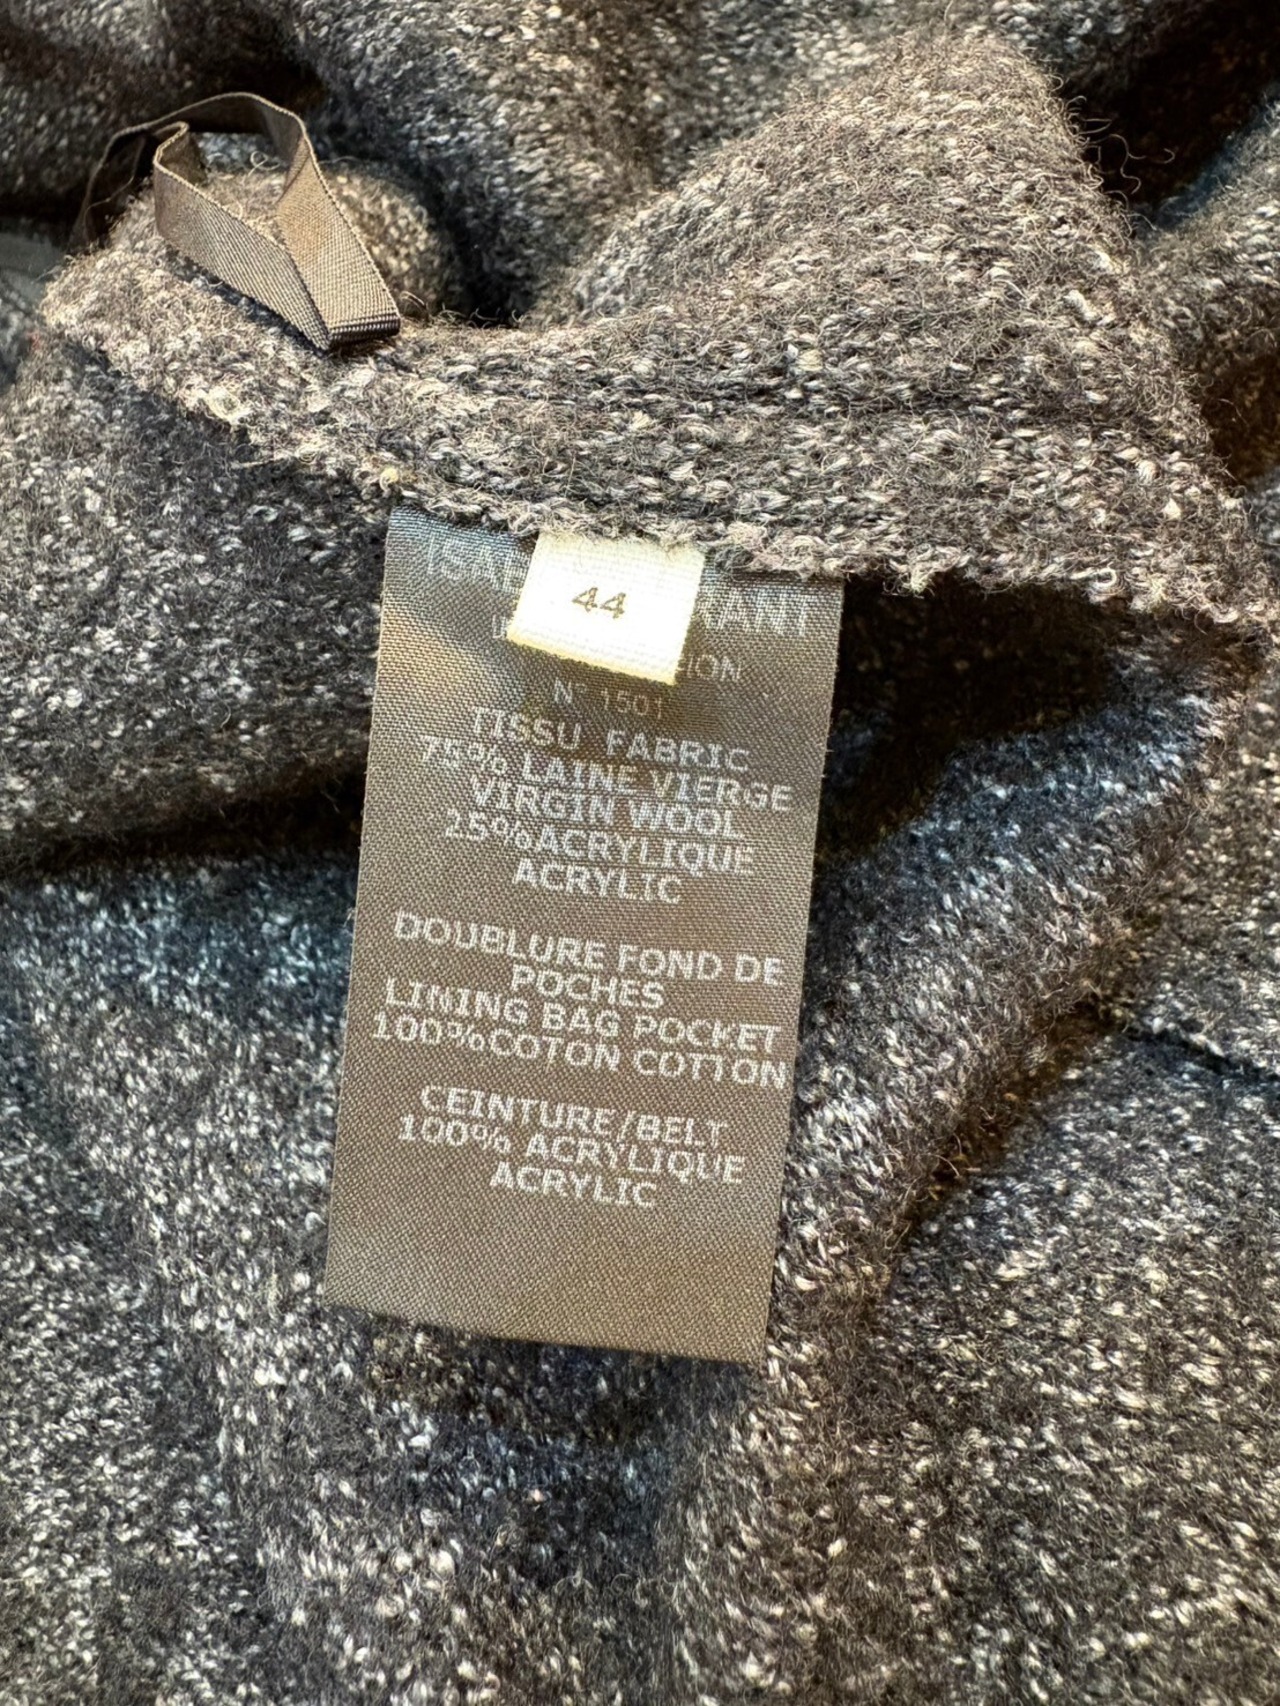 44
N° 1501
TISSU FABRIC
75% LAINE VIERGE
VIRGIN WOOL
25%ACRYLIQUE
ACRYLIC
DOUBLURE FOND DE
POCHES
LINING BAG POCKET
100%COTON COTTON
CEINTURE/BELT
100% ACRYLIQUE
ACRYLIC